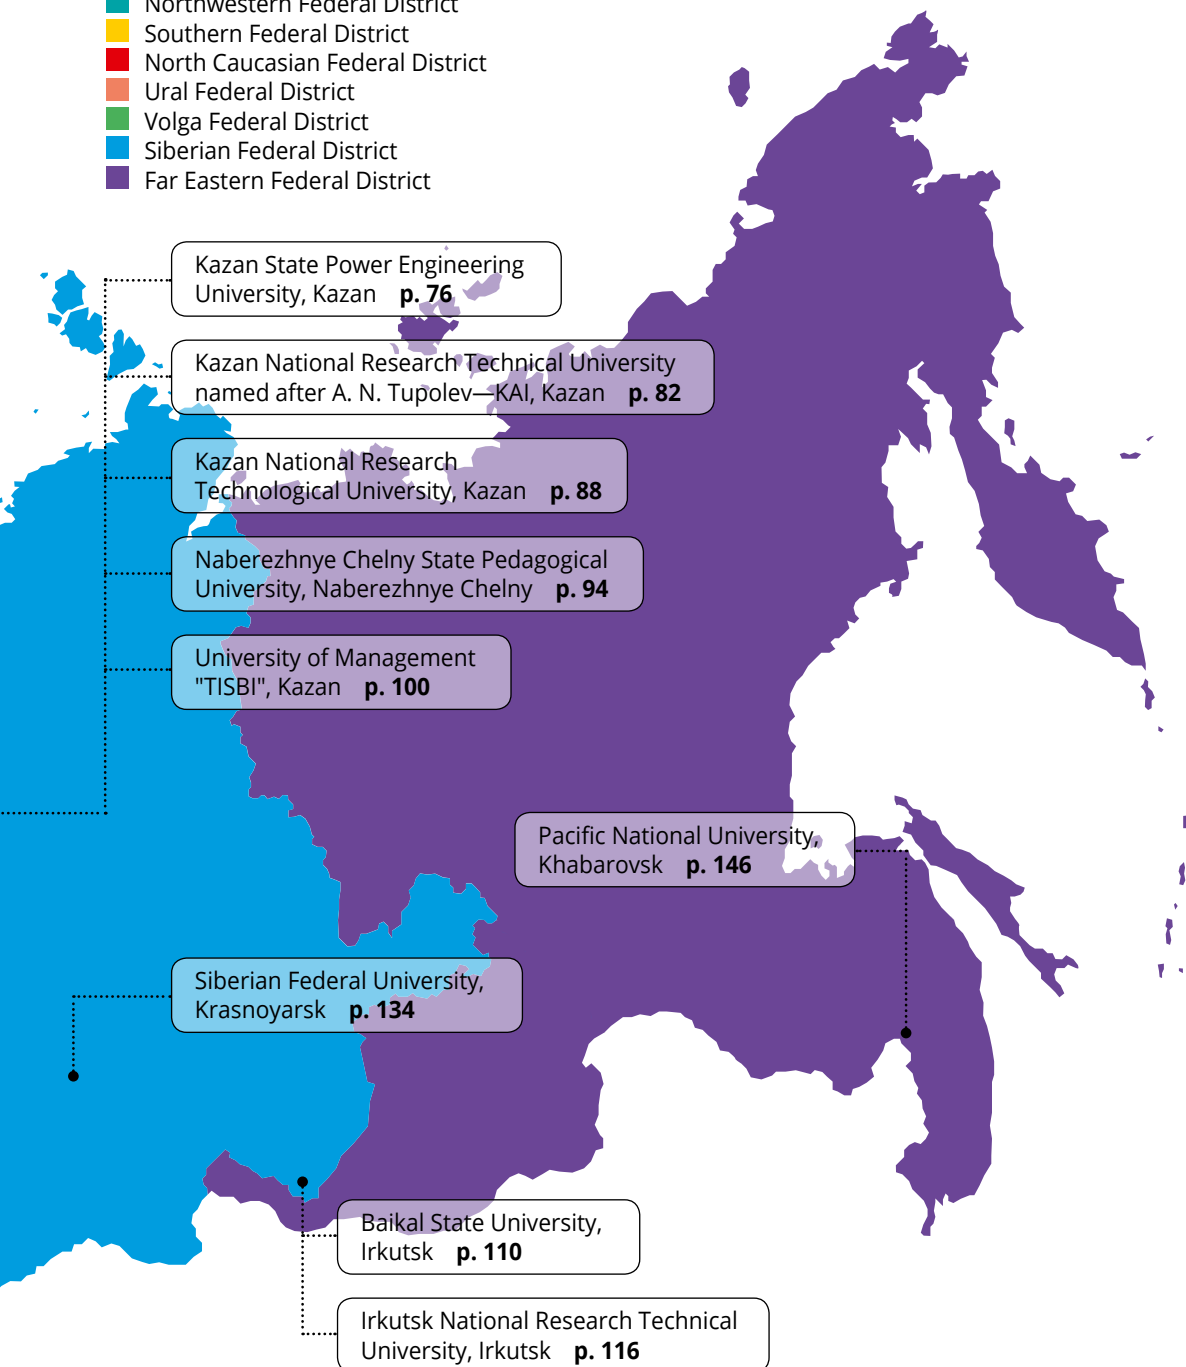 Northwestern Federal District
Southern Federal District
North Caucasian Federal District
Ural Federal District
Volga Federal District
Siberian Federal District
Far Eastern Federal District
Kazan State Power Engineering
University, Kazan p. 76
Kazan National Research Technical University
named after A. N. Tupolev—KAI, Kazan p. 82
Kazan National Research
Technological University, Kazan p. 88
Naberezhnye Chelny State Pedagogical
University, Naberezhnye Chelny p. 94
University of Management
"TISBI", Kazan p. 100
Pacific National University,
Khabarovsk p. 146
Siberian Federal University,
Krasnoyarsk p. 134
Baikal State University,
Irkutsk p. 110
Irkutsk National Research Technical
University, Irkutsk p. 116